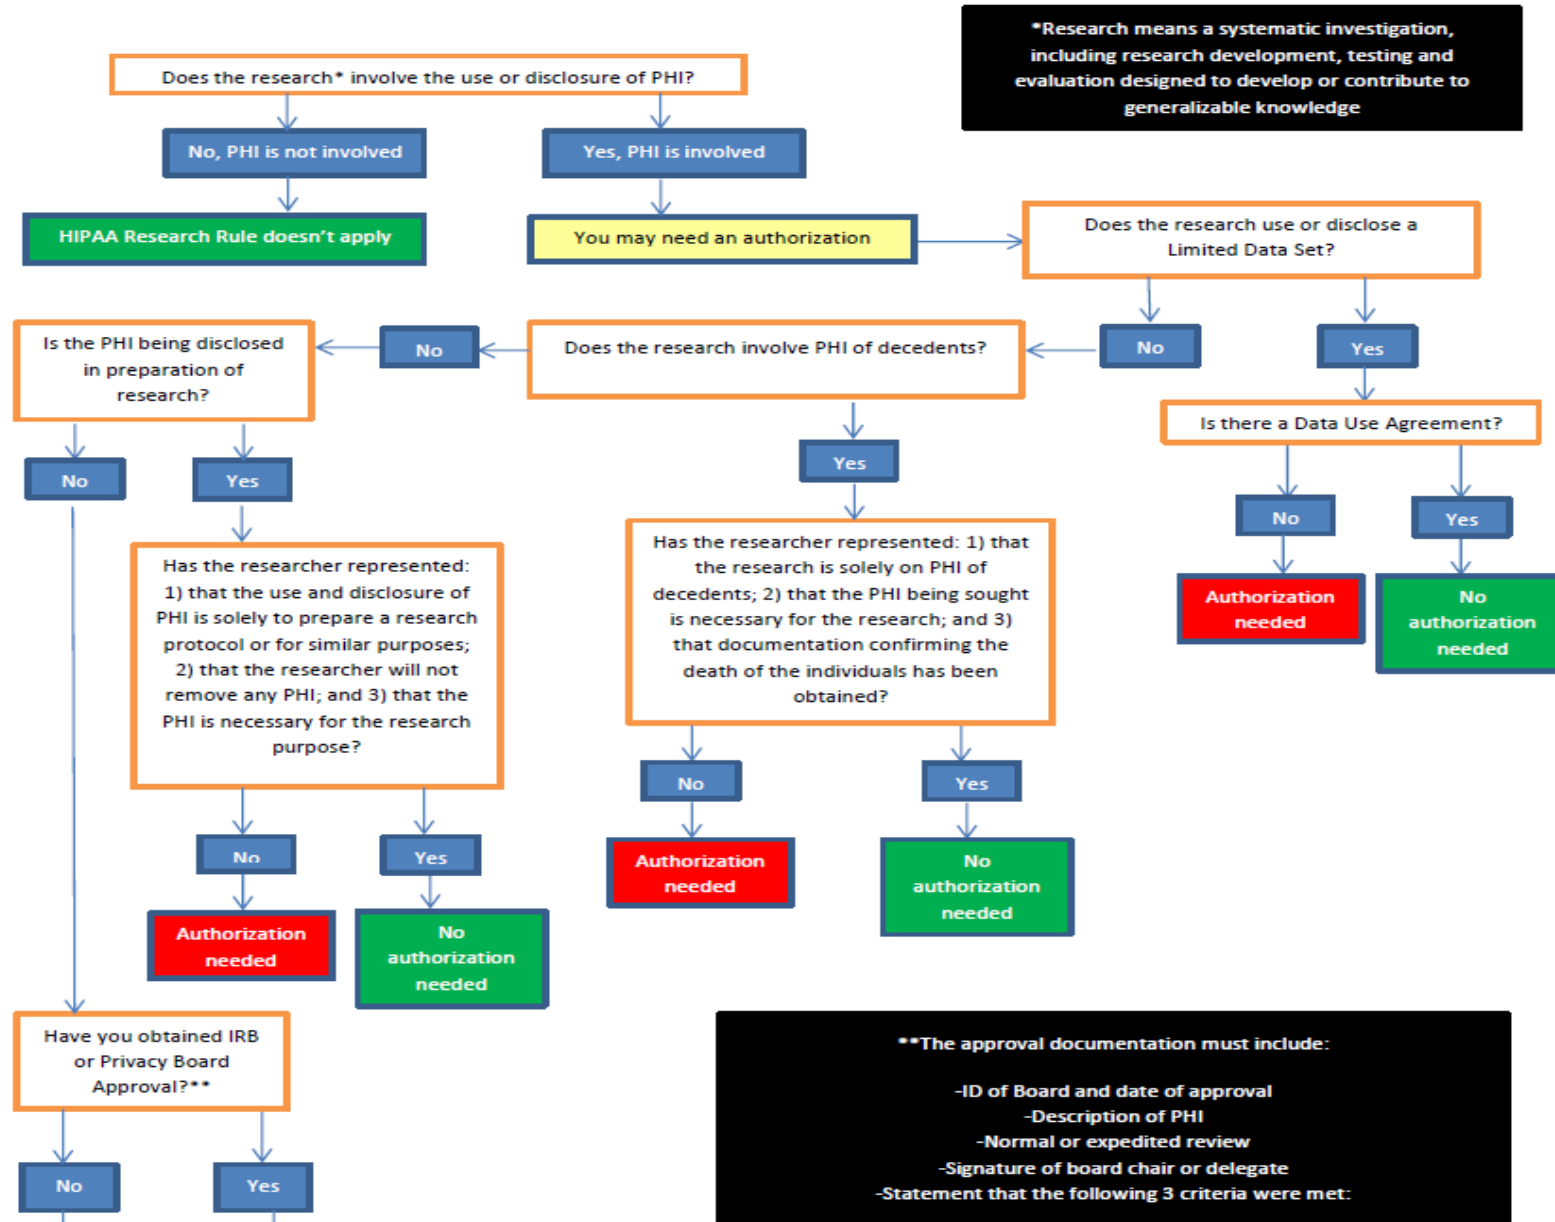 *Research means a systematic investigation,
including research development, testing and
evaluation designed to develop or contribute to
generalizable knowledge
Does the research* involve the use or disclosure of PHI?
No, PHI is not involved
Yes, PHI is involved
HIPAA Research Rule doesn't apply
You may need an authorization
Does the research use or disclose a
Limited Data Set?
Is the PHI being disclosed
in preparation of
research?
No
Does the research involve PHI of decedents?
No
Yes
Is there a Data Use Agreement?
No
Yes
Yes
No
Yes
Authorization
needed
No
authorization
needed
Has the researcher represented:
1) that the use and disclosure of
PHI is solely to prepare a research
protocol or for similar purposes;
2) that the researcher will not
remove any PHI; and 3) that the
PHI is necessary for the research
purpose?
Has the researcher represented: 1) that
the research is solely on PHI of
decedents; 2) that the PHI being sought
is necessary for the research; and 3)
that documentation confirming the
death of the individuals has been
obtained?
No
Yes
No
Yes
Authorization
needed
No
authorization
needed
Authorization
needed
No
authorization
needed
Have you obtained IRB
or Privacy Board
Approval?**
No
Yes
**The approval documentation must include:
-ID of Board and date of approval
-Description of PHI
-Normal or expedited review
-Signature of board chair or delegate
-Statement that the following 3 criteria were met: